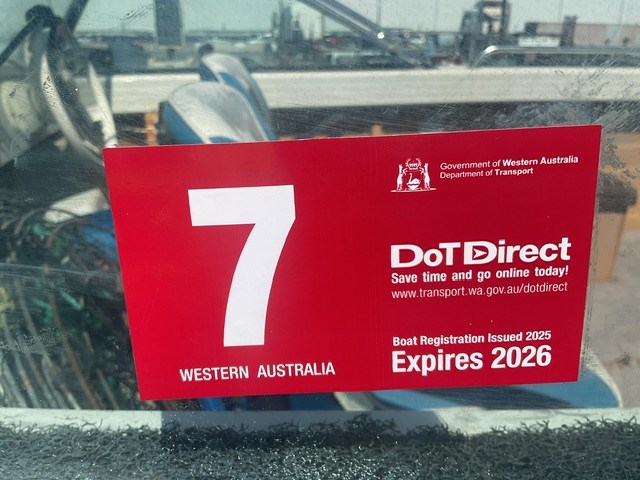 7
WESTERN AUSTRALIA
Government of Western Australia
Department of Transport
DoTDirect
Save time and go online today!
www.transport.wa.gov.au/dotdirect
Boat Registration Issued 2025
Expires 2026